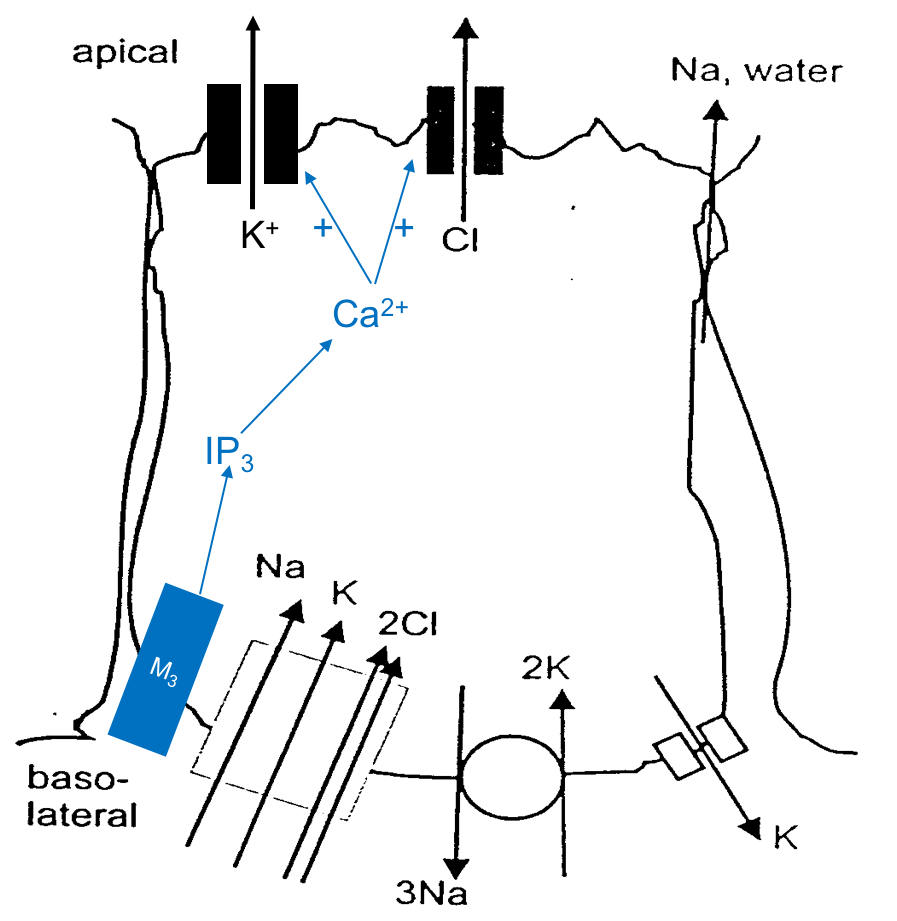 apical
Na, water
K⁺
+
+
Cl
Ca²⁺
IP₃
Na
K
2Cl
M₃
2K
baso-
lateral
K
3Na